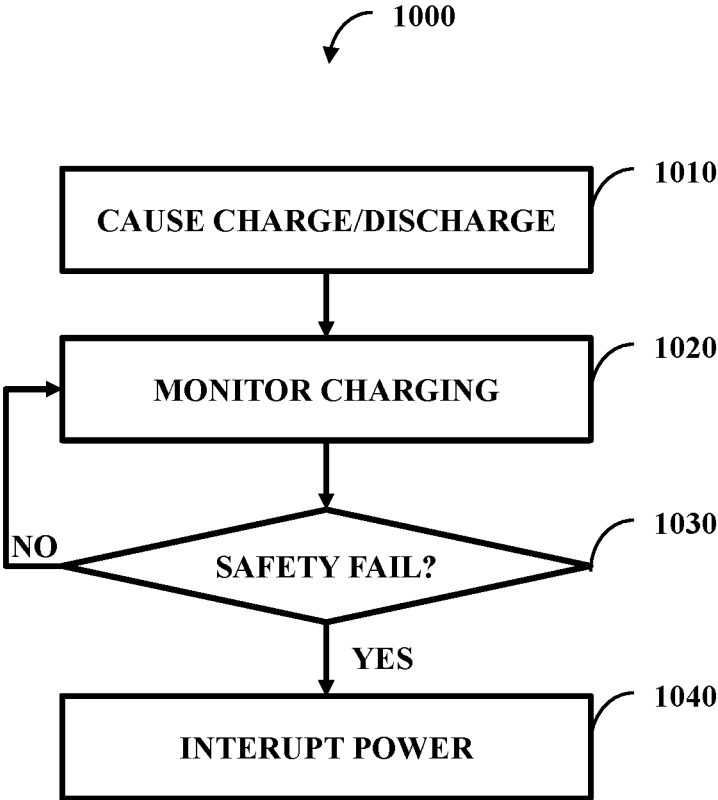 1000
1010
CAUSE CHARGE/DISCHARGE
1020
MONITOR CHARGING
1030
NO
SAFETY FAIL?
YES
1040
INTERUPT POWER